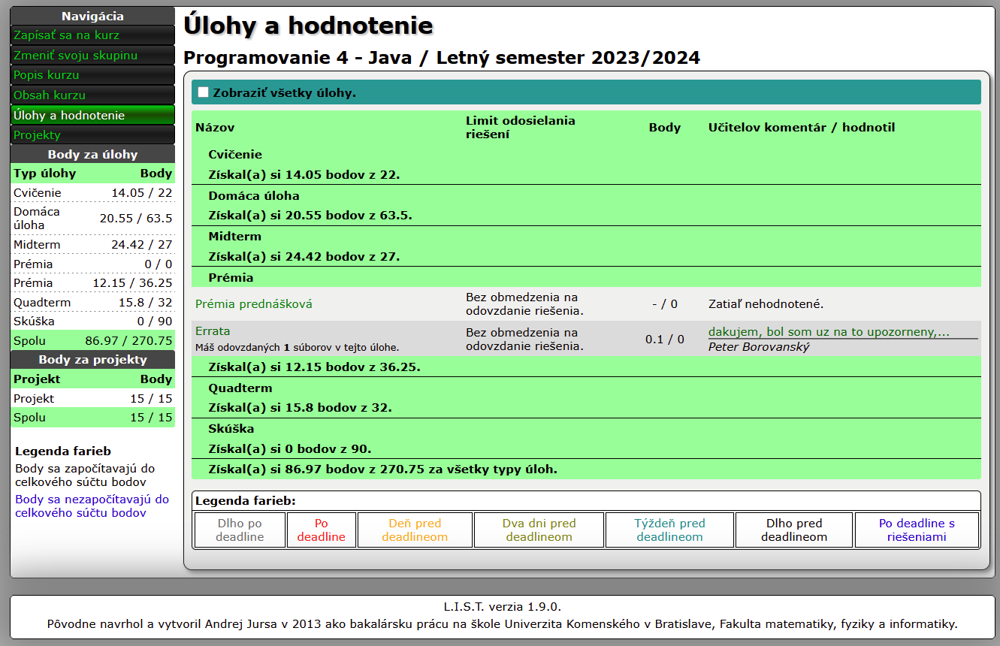 Navigácia
Zapísať sa na kurz
Zmeniť svoju skupinu
Popis kurzu
Obsah kurzu
Úlohy a hodnotenie
Projekty
Body za úlohy
Typ úlohy Body
Cvičenie 14.05 / 22
Domáca
úloha 20.55 / 63.5
Midterm 24.42 / 27
Prémia 0 / 0
Prémia 12.15 / 36.25
Quadterm 15.8 / 32
Skúška 0 / 90
Spolu 86.97 / 270.75
Body za projekty
Projekt Body
Projekt 15 / 15
Spolu 15 / 15
Legenda farieb
Body sa započítavajú do
celkového súčtu bodov
Body sa nezapočítavajú do
celkového súčtu bodov
Úlohy a hodnotenie
Programovanie 4 - Java / Letný semester 2023/2024
Zobraziť všetky úlohy.
Názov Limit odosielania
riešení Body Učitelov komentár / hodnotil
Cvičenie
Získal(a) si 14.05 bodov z 22.
Domáca úloha
Získal(a) si 20.55 bodov z 63.5.
Midterm
Získal(a) si 24.42 bodov z 27.
Prémia
Prémia prednášková Bez obmedzenia na
odovzdanie riešenia. - / 0 Zatiaľ nehodnotené.
Errata
Máš odovzdaných 1 súborov v tejto úlohe.
Bez obmedzenia na
odovzdanie riešenia. 0.1 / 0
dakujem, bol som uz na to upozorneny,...
Peter Borovanský
Získal(a) si 12.15 bodov z 36.25.
Quadterm
Získal(a) si 15.8 bodov z 32.
Skúška
Získal(a) si 0 bodov z 90.
Získal(a) si 86.97 bodov z 270.75 za všetky typy úloh.
Legenda farieb:
Dlho po
deadline
Po
deadline
Deň pred
deadlineom
Dva dni pred
deadlineom
Týždeň pred
deadlineom
Dlho pred
deadlineom
Po deadline s
riešeniami
L.I.S.T. verzia 1.9.0.
Pôvodne navrhol a vytvoril Andrej Jursa v 2013 ako bakalársku prácu na škole Univerzita Komenského v Bratislave, Fakulta matematiky, fyziky a informatiky.